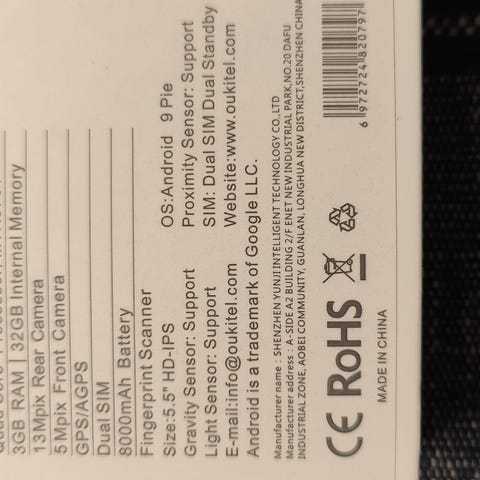 3GB RAM | 32GB Internal Memory
13Mpix Rear Camera
5 Mpix Front Camera
GPS/AGPS
Dual SIM
8000mAh Battery
Fingerprint Scanner
Size:5.5" HD-IPS OS:Android 9 Pie
Gravity Sensor: Support Proximity Sensor: Support
Light Sensor: Support SIM: Dual SIM Dual Standby
E-mail:info@oukitel.com Website:www.oukitel.com
Android is a trademark of Google LLC.
Manufacturer name : SHENZHEN YUNJI INTELLIGENT TECHNOLOGY CO.,LTD
Manufacturer address : A-SIDE A2 BUILDING 2/F ENET NEW INDUSTRIAL PARK,NO.20 DAFU
INDUSTRIAL ZONE, AOBEI COMMUNITY, GUANLAN, LONGHUA NEW DISTRICT,SHENZHEN CHINA
CE RoHS
MADE IN CHINA
6 972724 820797